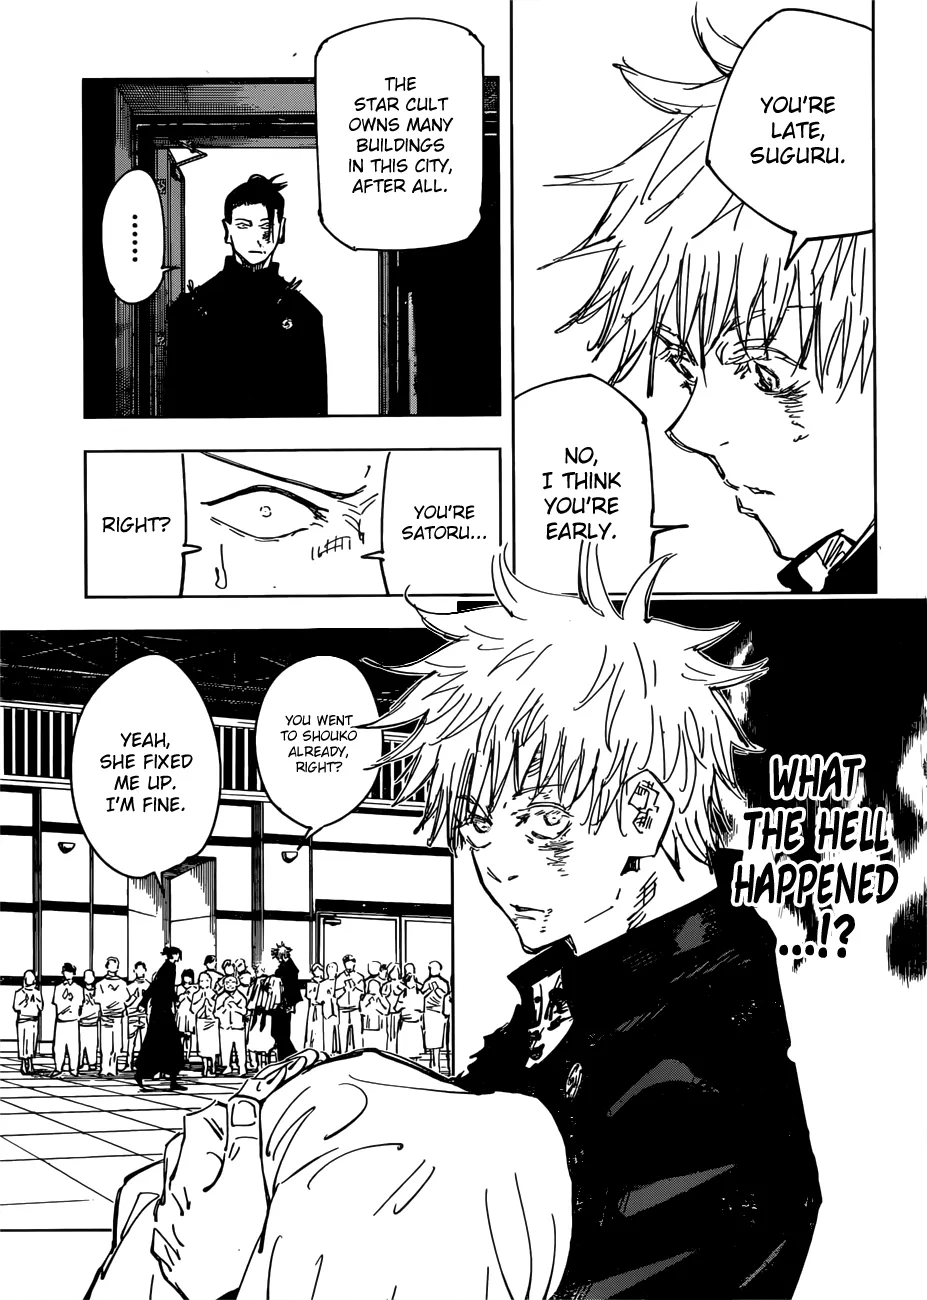 YOU'RE
LATE,
SUGURU.
NO,
I THINK
YOU'RE
EARLY.
THE
STAR CULT
OWNS MANY
BUILDINGS
IN THIS CITY,
AFTER ALL.
......
YOU'RE
SATORU...
RIGHT?
WHAT
THE HELL
HAPPENED
...!?
YOU WENT
TO SHOUKO
ALREADY,
RIGHT?
YEAH,
SHE FIXED
ME UP.
I'M FINE.